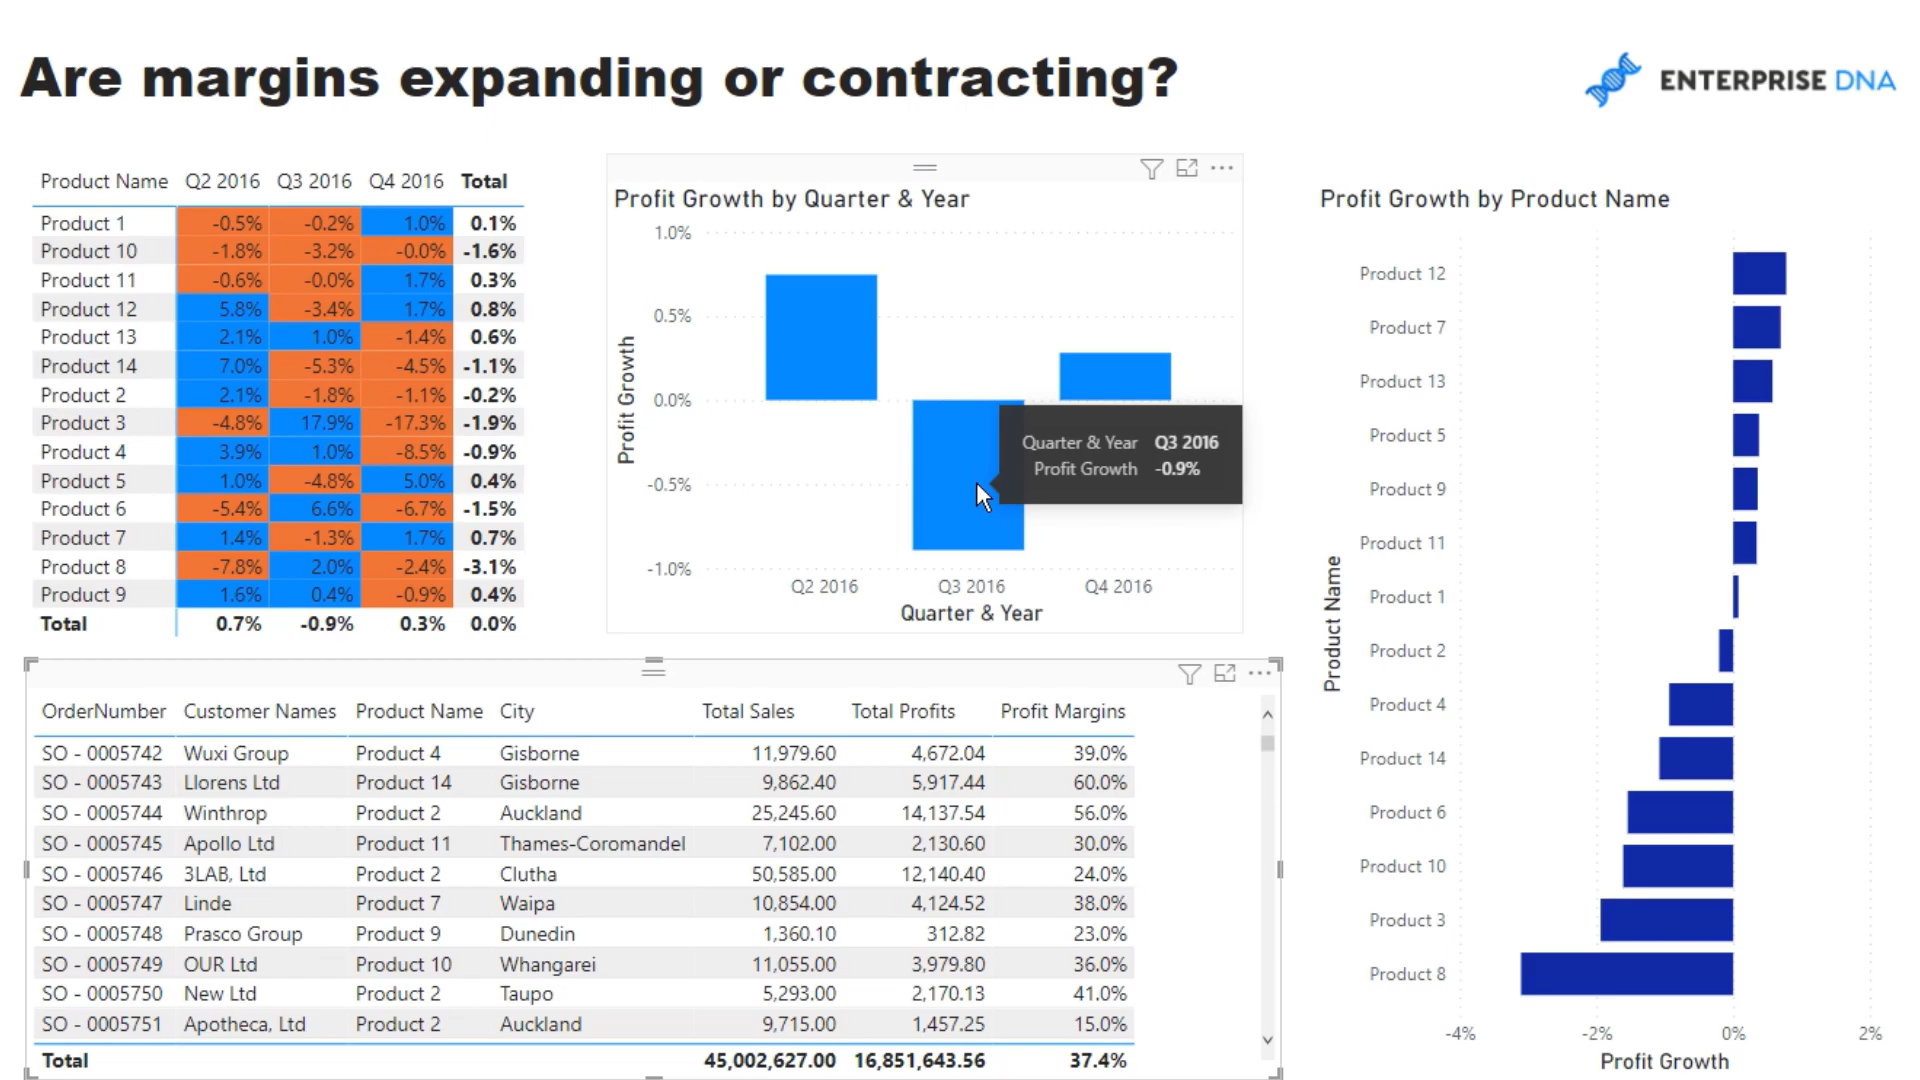 Are margins expanding or contracting?
ENTERPRISE DNA
Product Name Q2 2016 Q3 2016 Q4 2016 Total
Product 1 -0.5% -0.2% 1.0% 0.1%
Product 10 -1.8% -3.2% -0.0% -1.6%
Product 11 -0.6% -0.0% 1.7% 0.3%
Product 12 5.8% -3.4% 1.7% 0.8%
Product 13 2.1% 1.0% -1.4% 0.6%
Product 14 7.0% -5.3% -4.5% -1.1%
Product 2 2.1% -1.8% -1.1% -0.2%
Product 3 -4.8% 17.9% -17.3% -1.9%
Product 4 3.9% 1.0% -8.5% -0.9%
Product 5 1.0% -4.8% 5.0% 0.4%
Product 6 -5.4% 6.6% -6.7% -1.5%
Product 7 1.4% -1.3% 1.7% 0.7%
Product 8 -7.8% 2.0% -2.4% -3.1%
Product 9 1.6% 0.4% -0.9% 0.4%
Total 0.7% -0.9% 0.3% 0.0%
Profit Growth by Quarter & Year
1.0%
0.5%
0.0%
-0.5%
-1.0%
Profit Growth
Quarter & Year Q3 2016
Profit Growth -0.9%
Q2 2016 Q3 2016 Q4 2016
Quarter & Year
Profit Growth by Product Name
Product Name
Product 12
Product 7
Product 13
Product 5
Product 9
Product 11
Product 1
Product 2
Product 4
Product 14
Product 6
Product 10
Product 3
Product 8
-4% -2% 0% 2%
Profit Growth
OrderNumber Customer Names Product Name City Total Sales Total Profits Profit Margins
SO - 0005742 Wuxi Group Product 4 Gisborne 11,979.60 4,672.04 39.0%
SO - 0005743 Llorens Ltd Product 14 Gisborne 9,862.40 5,917.44 60.0%
SO - 0005744 Winthrop Product 2 Auckland 25,245.60 14,137.54 56.0%
SO - 0005745 Apollo Ltd Product 11 Thames-Coromandel 7,102.00 2,130.60 30.0%
SO - 0005746 3LAB, Ltd Product 2 Clutha 50,585.00 12,140.40 24.0%
SO - 0005747 Linde Product 7 Waipa 10,854.00 4,124.52 38.0%
SO - 0005748 Prasco Group Product 9 Dunedin 1,360.10 312.82 23.0%
SO - 0005749 OUR Ltd Product 10 Whangarei 11,055.00 3,979.80 36.0%
SO - 0005750 New Ltd Product 2 Taupo 5,293.00 2,170.13 41.0%
SO - 0005751 Apotheca, Ltd Product 2 Auckland 9,715.00 1,457.25 15.0%
Total 45,002,627.00 16,851,643.56 37.4%